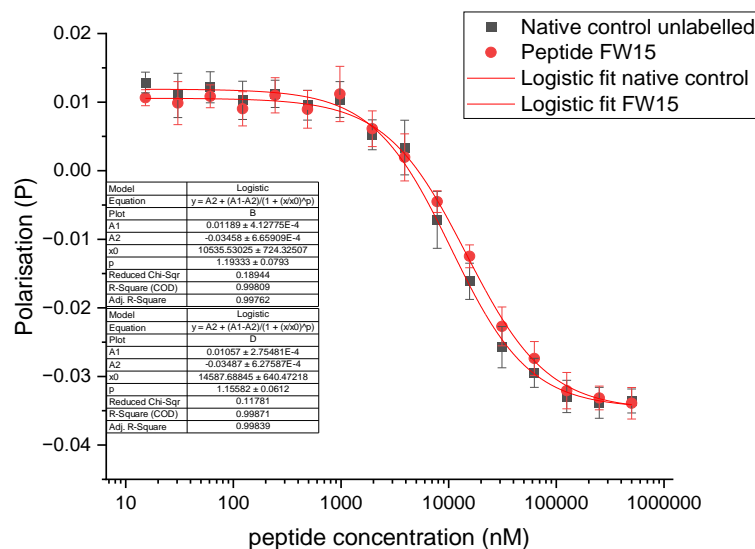 Native control unlabelled
Peptide FW15
Logistic fit native control
Logistic fit FW15
0.02
0.01
0.00
−0.01
−0.02
−0.03
−0.04
Polarisation (P)
Model Logistic
Equation y = A2 + (A1-A2)/(1 + (x/x0)^p)
Plot B
A1 0.01189 ± 4.12775E-4
A2 -0.03458 ± 6.65909E-4
x0 10535.53025 ± 724.32507
p 1.19333 ± 0.0793
Reduced Chi-Sqr 0.18944
R-Square (COD) 0.99809
Adj. R-Square 0.99762
Model Logistic
Equation y = A2 + (A1-A2)/(1 + (x/x0)^p)
Plot D
A1 0.01057 ± 2.75481E-4
A2 -0.03487 ± 6.27587E-4
x0 14587.68845 ± 640.47218
p 1.15582 ± 0.0612
Reduced Chi-Sqr 0.11781
R-Square (COD) 0.99871
Adj. R-Square 0.99839
10 100 1000 10000 100000 1000000
peptide concentration (nM)